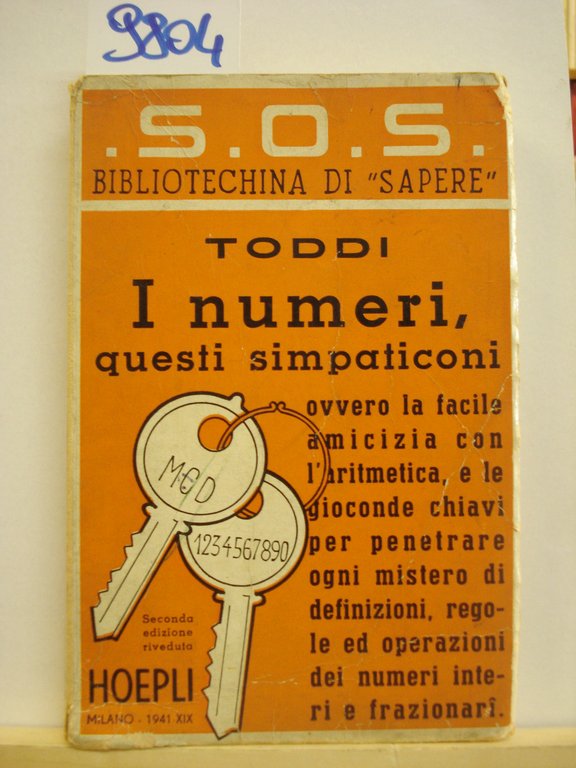 9804
.S.O.S.
BIBLIOTECHINA DI "SAPERE"
TODDI
I numeri,
questi simpaticoni
ovvero la facile
amicizia con
l'aritmetica, e le
gioconde chiavi
per penetrare
ogni mistero di
definizioni, rego-
le ed operazioni
dei numeri inte-
ri e frazionarî.
MCD
1234567890
Seconda
edizione
riveduta
HOEPLI
MILANO - 1941 XIX